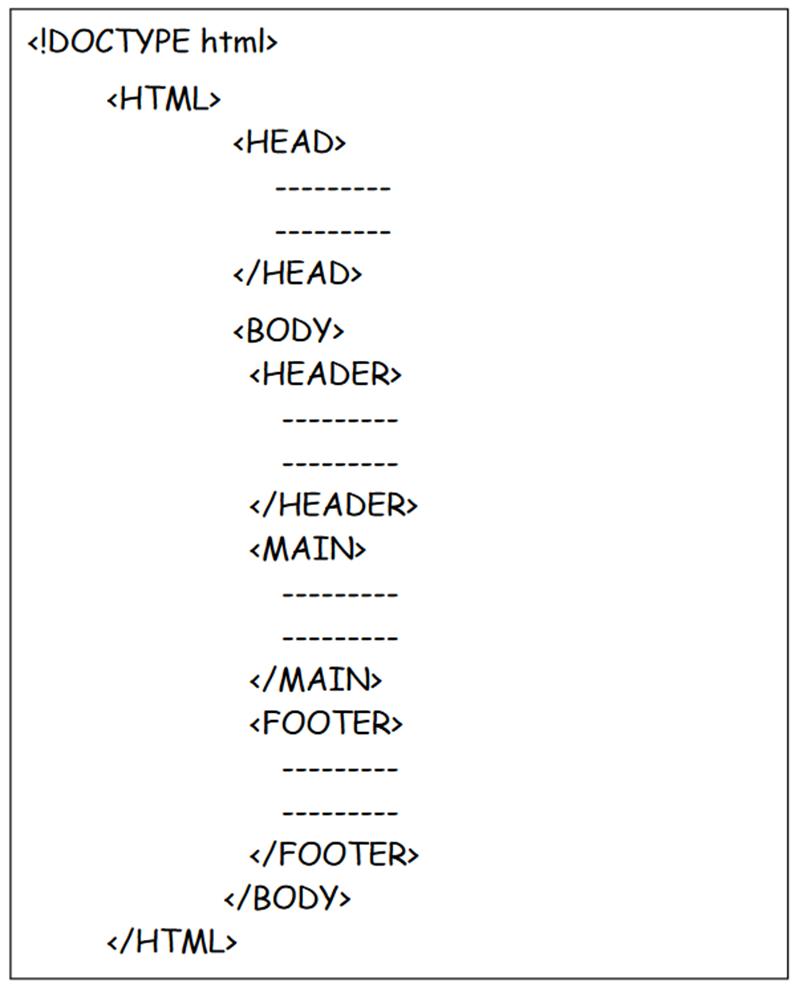 <!DOCTYPE html>
<HTML>
<HEAD>
---------
---------
</HEAD>
<BODY>
<HEADER>
---------
---------
</HEADER>
<MAIN>
---------
---------
</MAIN>
<FOOTER>
---------
---------
</FOOTER>
</BODY>
</HTML>